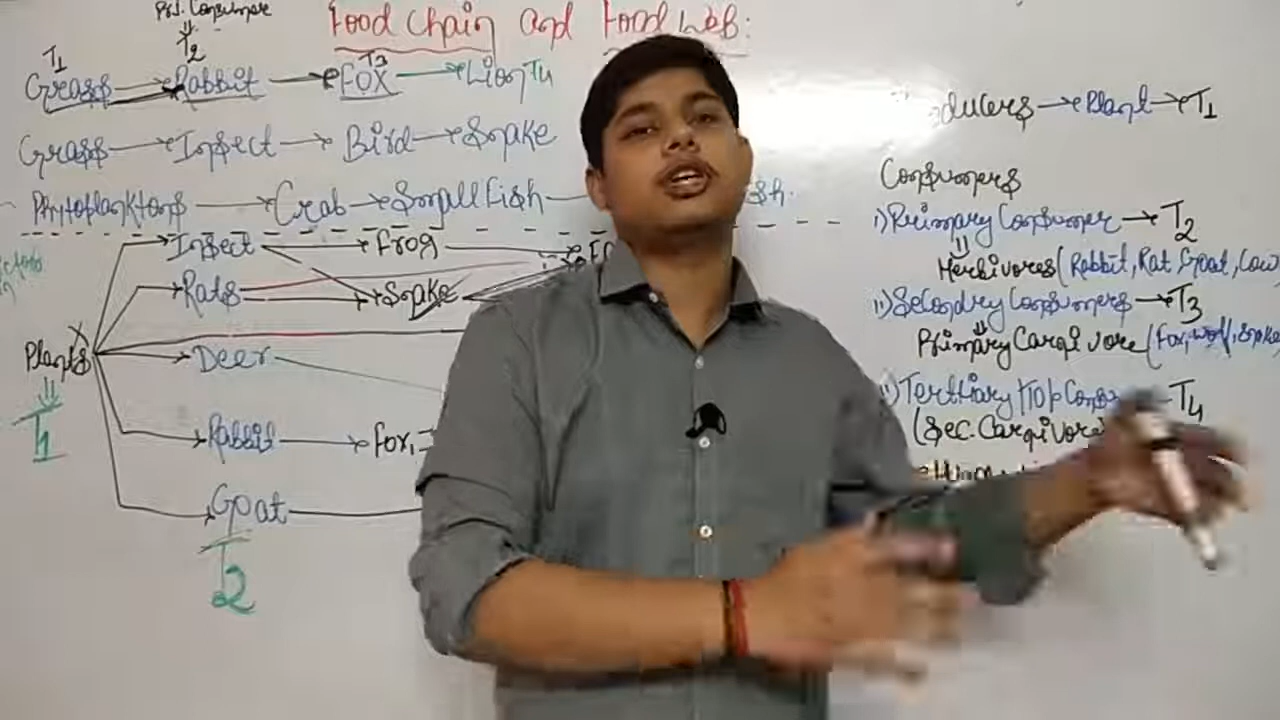 Pri. Consumer
T2
Food Chain and Food Web:
T1
Grass → Rabbit → Fox T3 → Lion T4
Grass → Insect → Bird → Snake
Phytoplanktons → Crab → Small Fish sh.
Insect → Frog
Rats → Snake
Plants
T1
Deer
Rabbit → Fox,
Goat
T2
ducers → Plant → T1
Consumers
i) Primary Consumer → T2
Herbivores (Rabbit, Rat, Goat, Cow
ii) Secondry Consumers → T3
Primary Carnivore (Fox, Wolf, Snake
Tertiary/Top Cons T4
(Sec. Carnivore